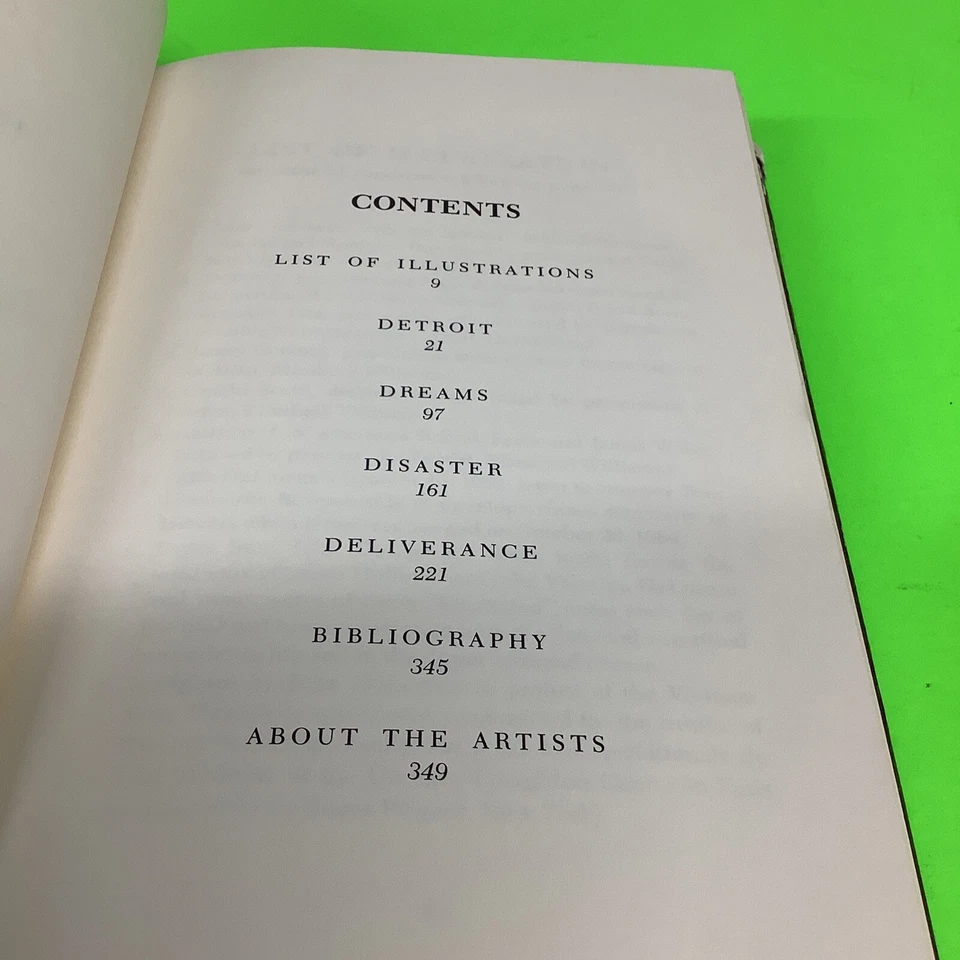 CONTENTS
LIST OF ILLUSTRATIONS
9
DETROIT
21
DREAMS
97
DISASTER
161
DELIVERANCE
221
BIBLIOGRAPHY
345
ABOUT THE ARTISTS
349